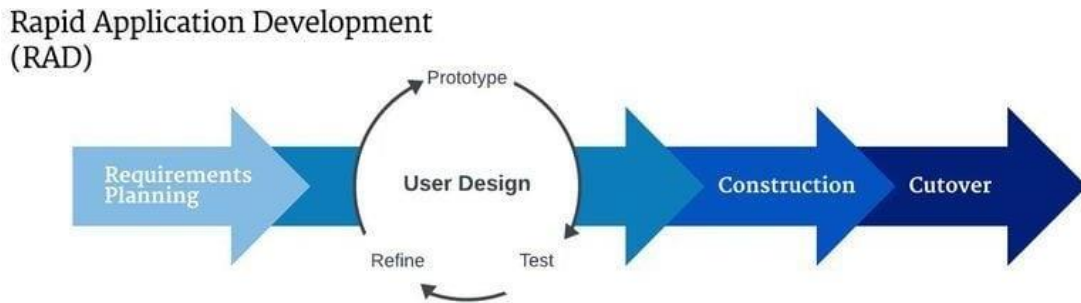 Rapid Application Development
(RAD)
Prototype
Requirements
Planning
User Design
Construction
Cutover
Refine
Test